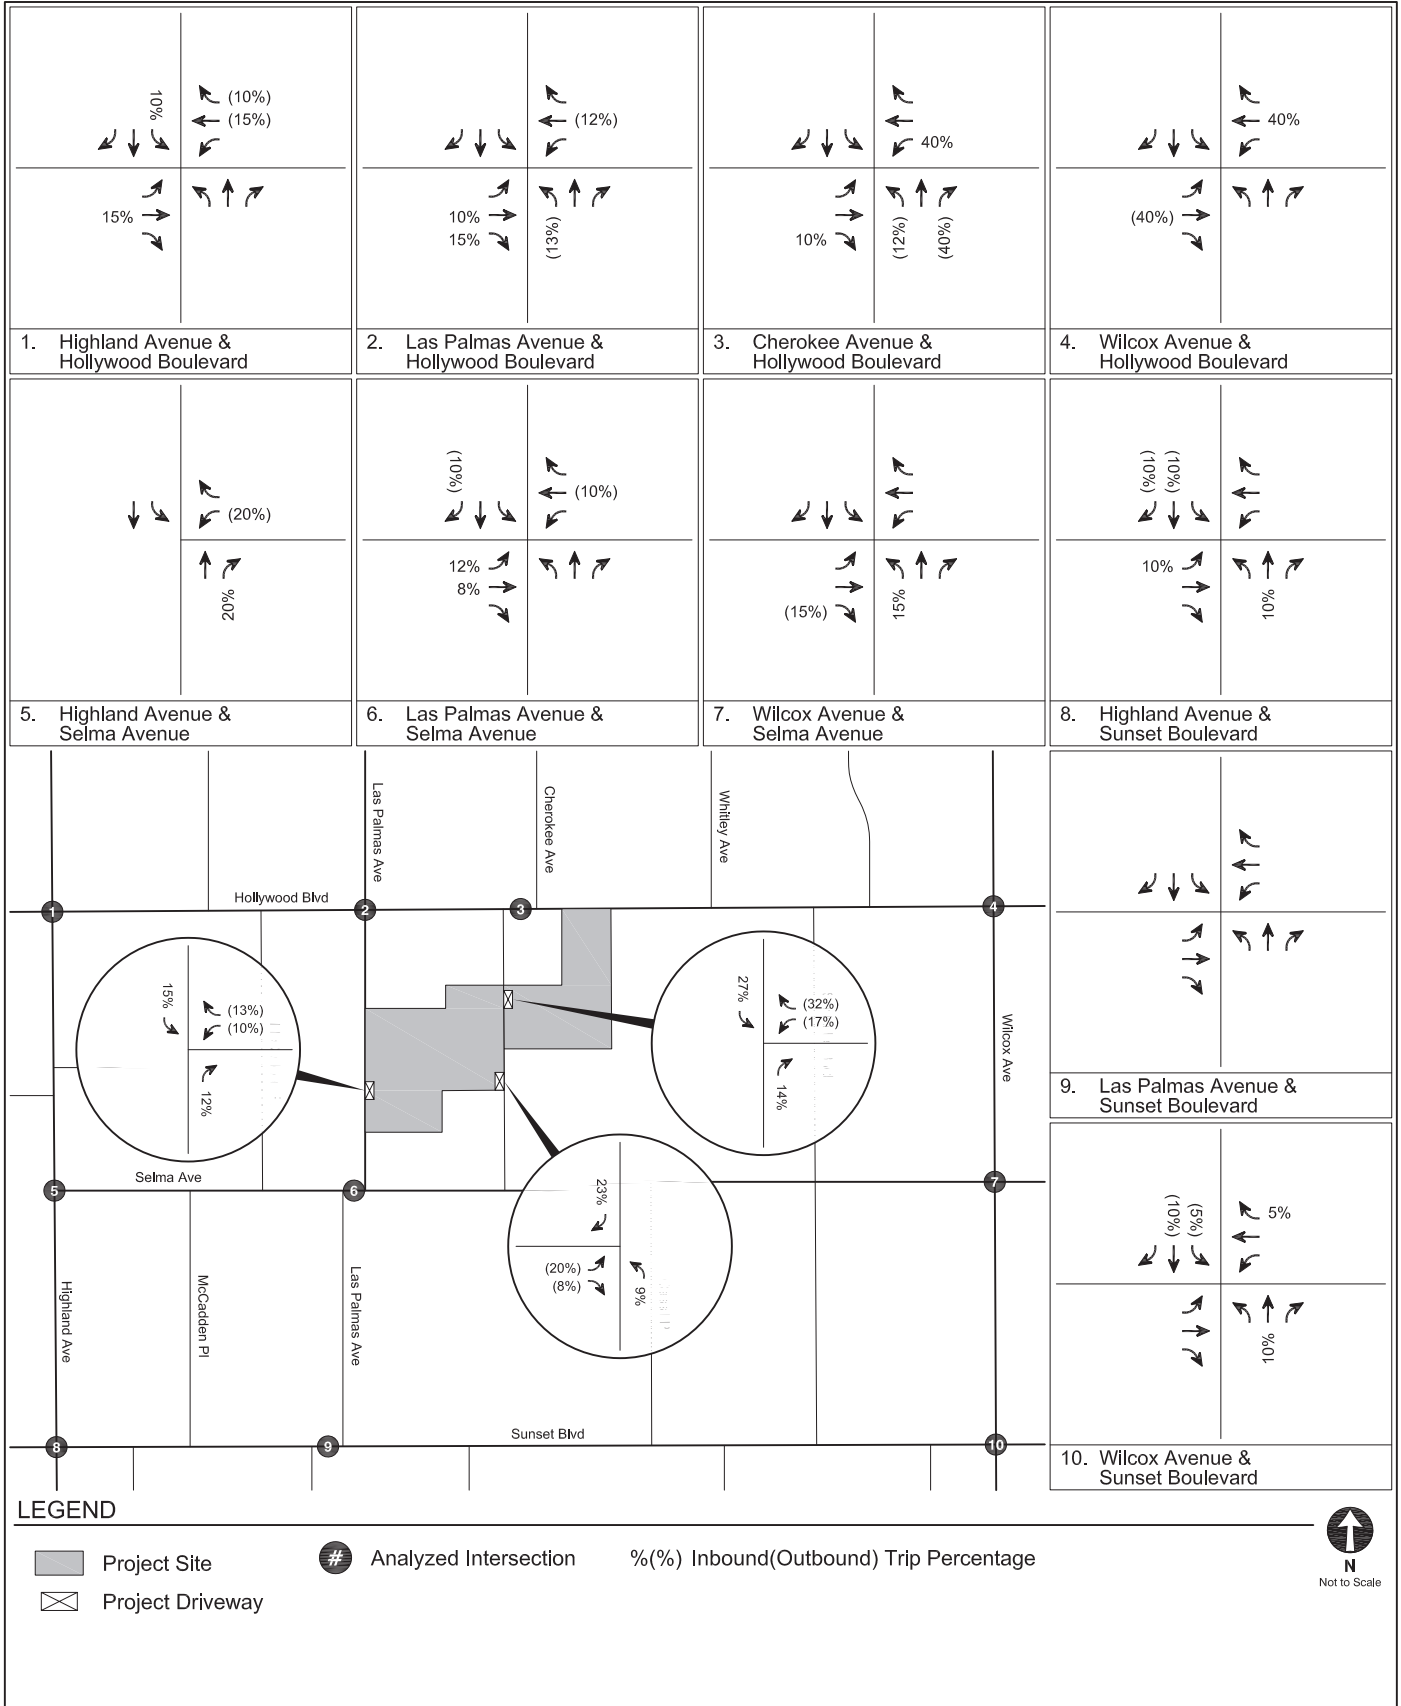 10%
(10%)
(15%)
15%
1. Highland Avenue &
Hollywood Boulevard
(12%)
10%
15%
(13%)
2. Las Palmas Avenue &
Hollywood Boulevard
40%
10%
(12%)
(40%)
3. Cherokee Avenue &
Hollywood Boulevard
40%
(40%)
4. Wilcox Avenue &
Hollywood Boulevard
(20%)
20%
5. Highland Avenue &
Selma Avenue
(10%)
(10%)
12%
8%
6. Las Palmas Avenue &
Selma Avenue
(15%)
15%
7. Wilcox Avenue &
Selma Avenue
(10%)
(10%)
10%
10%
8. Highland Avenue &
Sunset Boulevard
Las Palmas Ave
Cherokee Ave
Whitley Ave
Hollywood Blvd
1
2
3
4
15%
(13%)
(10%)
12%
27%
(32%)
(17%)
14%
Wilcox Ave
Selma Ave
5
6
7
23%
(20%)
(8%)
9%
Highland Ave
McCadden Pl
Las Palmas Ave
Sunset Blvd
8
9
10
9. Las Palmas Avenue &
Sunset Boulevard
(10%)
(5%)
5%
10%
10. Wilcox Avenue &
Sunset Boulevard
LEGEND
Project Site
# Analyzed Intersection
%(%) Inbound(Outbound) Trip Percentage
Project Driveway
N
Not to Scale